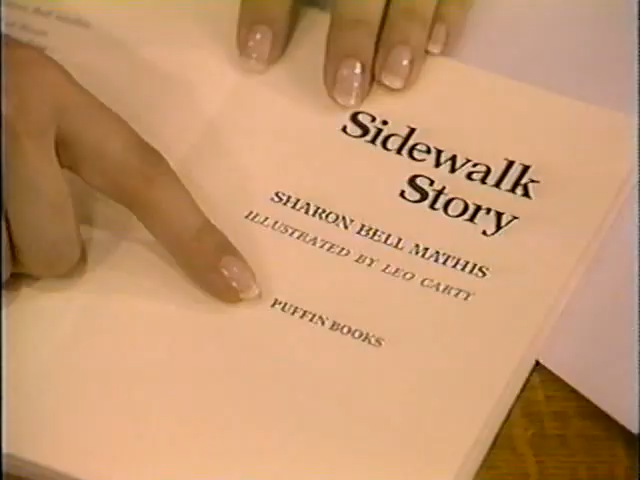 Sidewalk
Story
SHARON BELL MATHIS
ILLUSTRATED BY LEO CARTY
PUFFIN BOOKS